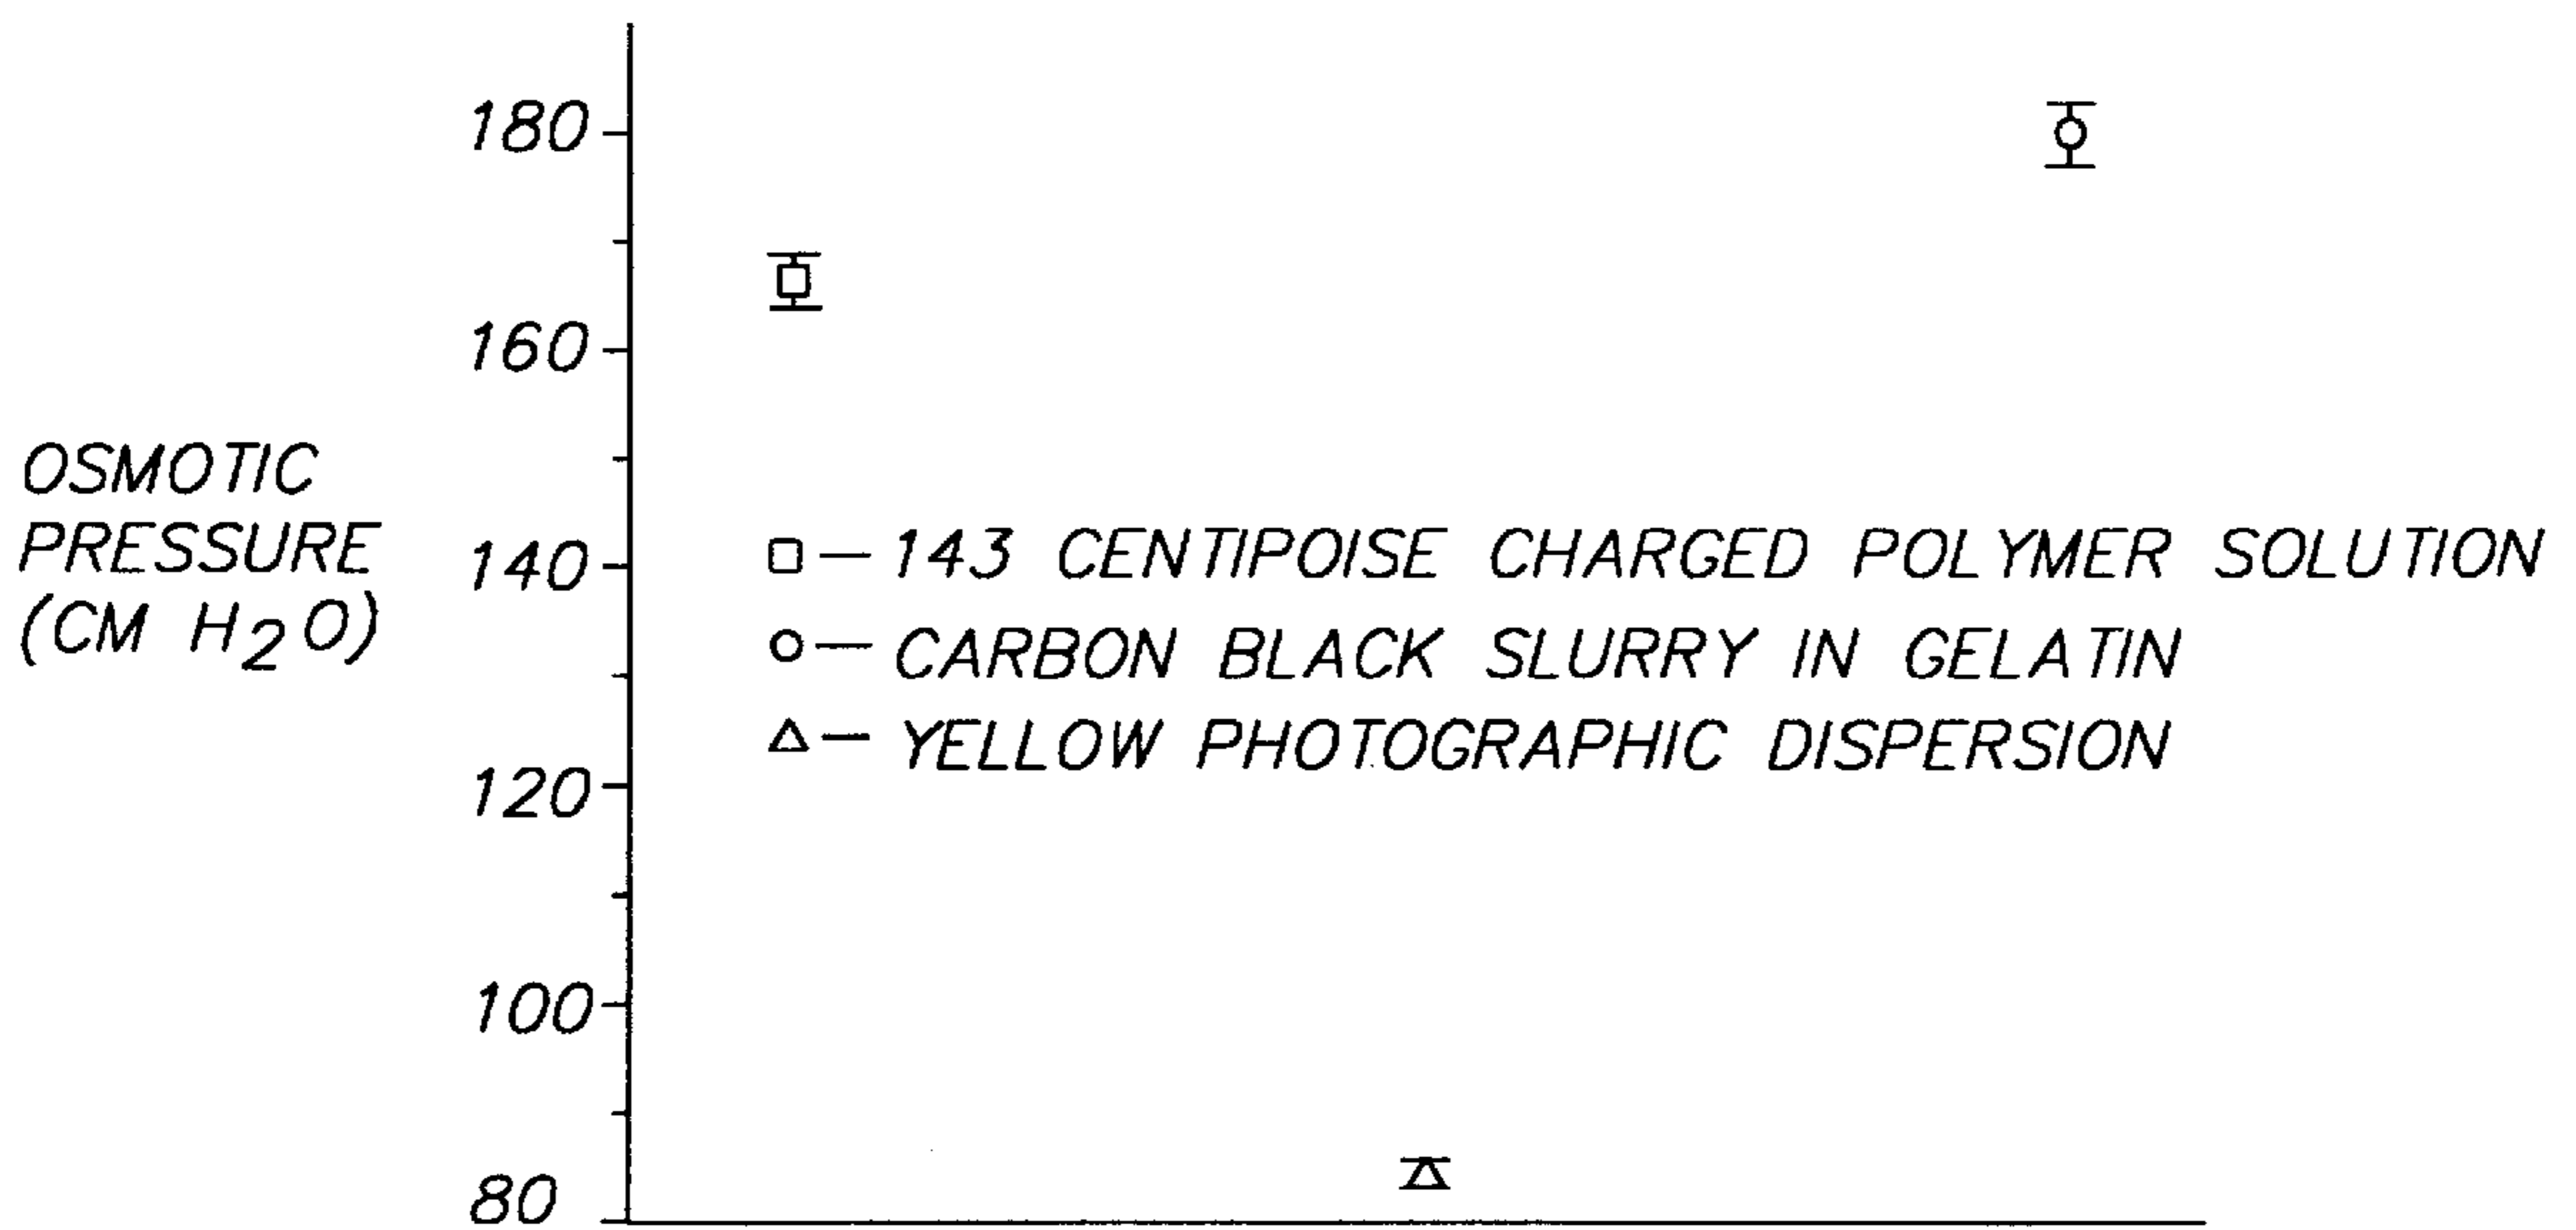 180
160
OSMOTIC
PRESSURE
(CM H₂O)
140
□— 143 CENTIPOISE CHARGED POLYMER SOLUTION
○— CARBON BLACK SLURRY IN GELATIN
△— YELLOW PHOTOGRAPHIC DISPERSION
120
100
80